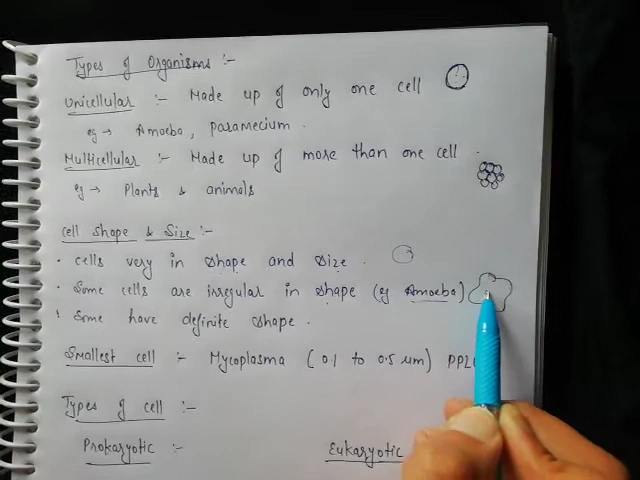 Types of Organisms :-
Unicellular :- Made up of only one cell
eg → Amoeba, paramecium.
Multicellular :- Made up of more than one cell.
eg → Plants & animals
Cell Shape & Size :-
• Cells very in shape and size.
• Some cells are irregular in shape (eg Amoeba)
• Some have definite shape.
Smallest cell :- Mycoplasma (0.1 to 0.5 µm)
Types of cell :-
Prokaryotic :- Eukaryotic